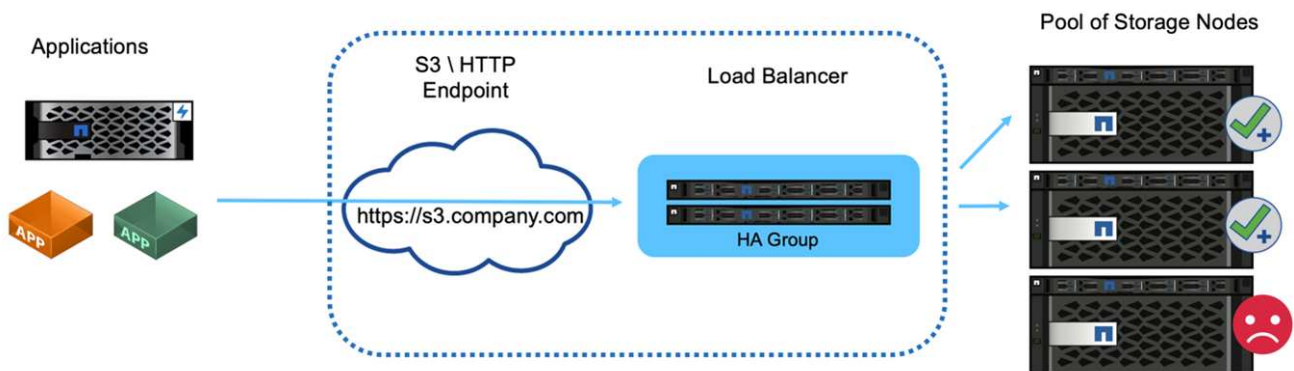 Applications
APP
APP
S3 \ HTTP
Endpoint
https://s3.company.com
Load Balancer
HA Group
Pool of Storage Nodes